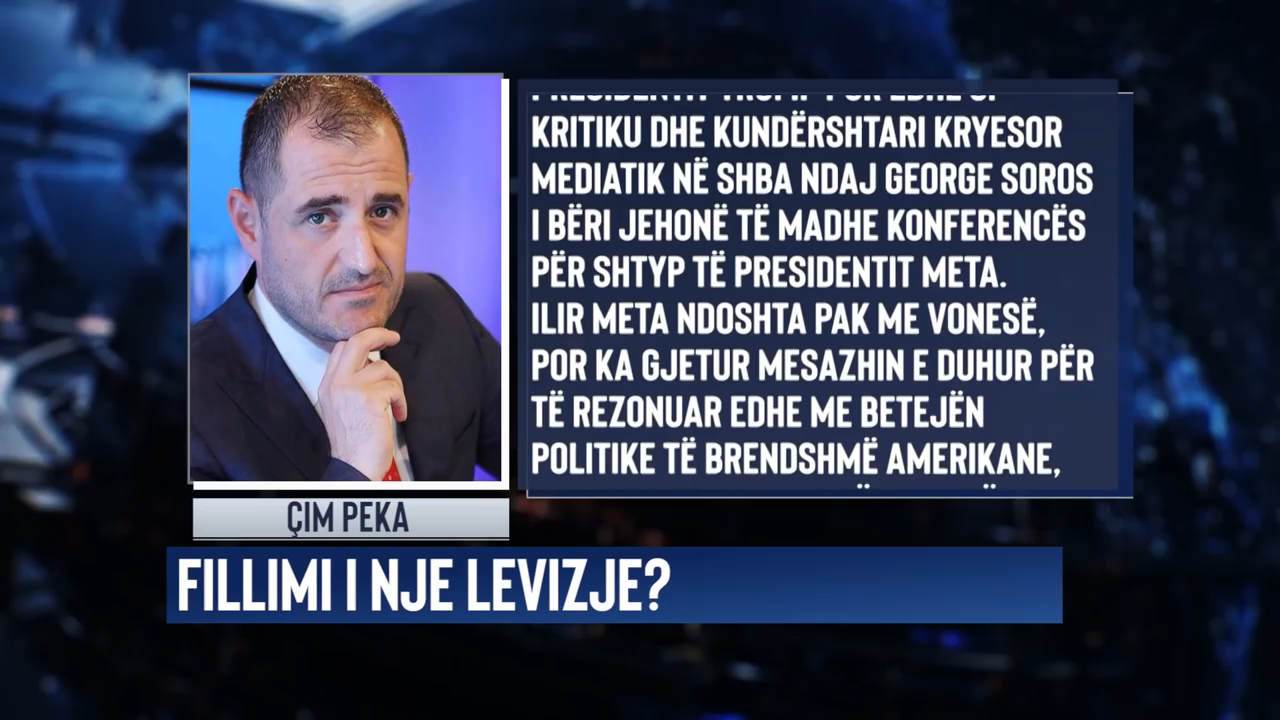 KRITIKU DHE KUNDËRSHTARI KRYESOR
MEDIATIK NË SHBA NDAJ GEORGE SOROS
I BËRI JEHONË TË MADHE KONFERENCËS
PËR SHTYP TË PRESIDENTIT META.
ILIR META NDOSHTA PAK ME VONESË,
POR KA GJETUR MESAZHIN E DUHUR PËR
TË REZONUAR EDHE ME BETEJËN
POLITIKE TË BRENDSHMË AMERIKANE,
ÇIM PEKA
FILLIMI I NJE LEVIZJE?